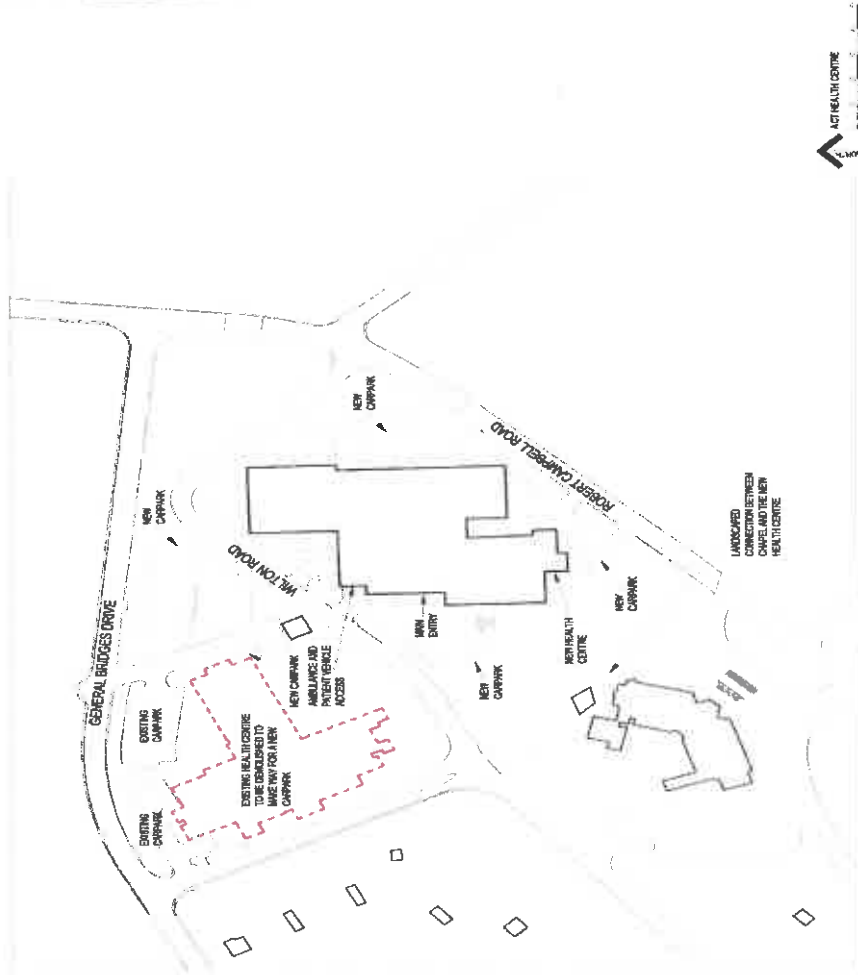 GENERAL BRIDGES DRIVE
EXISTING
CARPARK
EXISTING
CARPARK
NEW
CARPARK
EXISTING HEALTH CENTRE
TO BE DEMOLISHED TO
MAKE WAY FOR A NEW
CARPARK
NEW CARPARK
AMBULANCE AND
PATIENT VEHICLE
ACCESS
WILTON ROAD
MAIN
ENTRY
NEW
CARPARK
NEW
CARPARK
NEW HEALTH
CENTRE
NEW
CARPARK
ROBERT CAMPBELL ROAD
LANDSCAPED
CONNECTION BETWEEN
CHAPEL AND THE NEW
HEALTH CENTRE
ACT HEALTH CENTRE